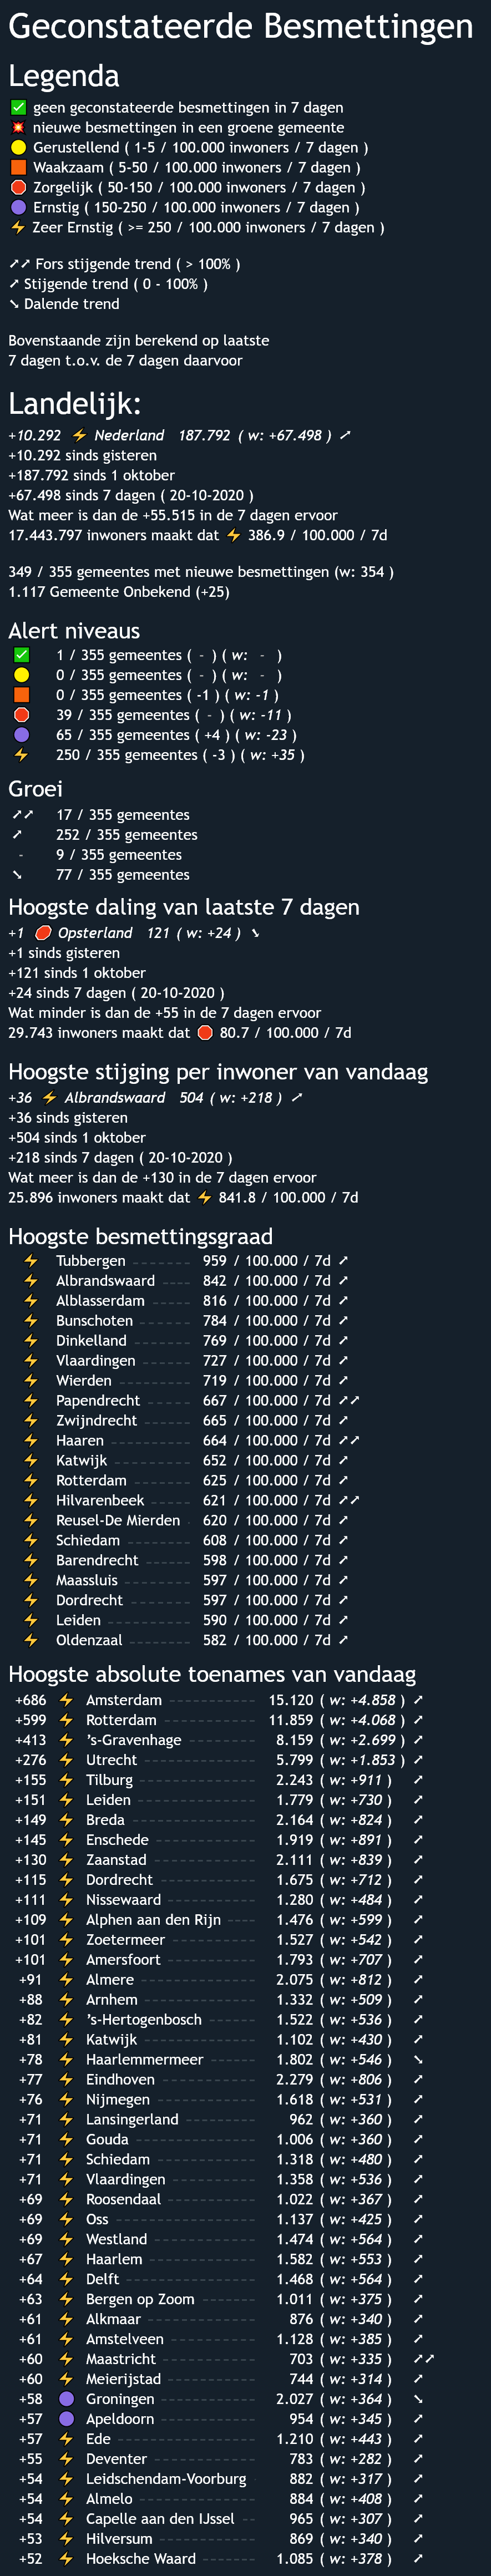 Geconstateerde Besmettingen
Legenda
✅ geen geconstateerde besmettingen in 7 dagen
💥 nieuwe besmettingen in een groene gemeente
🟡 Gerustellend ( 1-5 / 100.000 inwoners / 7 dagen )
🟧 Waakzaam ( 5-50 / 100.000 inwoners / 7 dagen )
🛑 Zorgelijk ( 50-150 / 100.000 inwoners / 7 dagen )
🟣 Ernstig ( 150-250 / 100.000 inwoners / 7 dagen )
⚡ Zeer Ernstig ( >= 250 / 100.000 inwoners / 7 dagen )
➚➚ Fors stijgende trend ( > 100% )
➚ Stijgende trend ( 0 - 100% )
➘ Dalende trend
Bovenstaande zijn berekend op laatste
7 dagen t.o.v. de 7 dagen daarvoor
Landelijk:
+10.292 ⚡ Nederland 187.792 ( w: +67.498 ) ➚
+10.292 sinds gisteren
+187.792 sinds 1 oktober
+67.498 sinds 7 dagen ( 20-10-2020 )
Wat meer is dan de +55.515 in de 7 dagen ervoor
17.443.797 inwoners maakt dat ⚡ 386.9 / 100.000 / 7d
349 / 355 gemeentes met nieuwe besmettingen (w: 354 )
1.117 Gemeente Onbekend (+25)
Alert niveaus
✅ 1 / 355 gemeentes ( - ) ( w: - )
🟡 0 / 355 gemeentes ( - ) ( w: - )
🟧 0 / 355 gemeentes ( -1 ) ( w: -1 )
🛑 39 / 355 gemeentes ( - ) ( w: -11 )
🟣 65 / 355 gemeentes ( +4 ) ( w: -23 )
⚡ 250 / 355 gemeentes ( -3 ) ( w: +35 )
Groei
➚➚ 17 / 355 gemeentes
➚ 252 / 355 gemeentes
- 9 / 355 gemeentes
➘ 77 / 355 gemeentes
Hoogste daling van laatste 7 dagen
+1 🛑 Opsterland 121 ( w: +24 ) ➘
+1 sinds gisteren
+121 sinds 1 oktober
+24 sinds 7 dagen ( 20-10-2020 )
Wat minder is dan de +55 in de 7 dagen ervoor
29.743 inwoners maakt dat 🛑 80.7 / 100.000 / 7d
Hoogste stijging per inwoner van vandaag
+36 ⚡ Albrandswaard 504 ( w: +218 ) ➚
+36 sinds gisteren
+504 sinds 1 oktober
+218 sinds 7 dagen ( 20-10-2020 )
Wat meer is dan de +130 in de 7 dagen ervoor
25.896 inwoners maakt dat ⚡ 841.8 / 100.000 / 7d
Hoogste besmettingsgraad
⚡ Tubbergen 959 / 100.000 / 7d ➚
⚡ Albrandswaard 842 / 100.000 / 7d ➚
⚡ Alblasserdam 816 / 100.000 / 7d ➚
⚡ Bunschoten 784 / 100.000 / 7d ➚
⚡ Dinkelland 769 / 100.000 / 7d ➚
⚡ Vlaardingen 727 / 100.000 / 7d ➚
⚡ Wierden 719 / 100.000 / 7d ➚
⚡ Papendrecht 667 / 100.000 / 7d ➚➚
⚡ Zwijndrecht 665 / 100.000 / 7d ➚
⚡ Haaren 664 / 100.000 / 7d ➚➚
⚡ Katwijk 652 / 100.000 / 7d ➚
⚡ Rotterdam 625 / 100.000 / 7d ➚
⚡ Hilvarenbeek 621 / 100.000 / 7d ➚➚
⚡ Reusel-De Mierden 620 / 100.000 / 7d ➚
⚡ Schiedam 608 / 100.000 / 7d ➚
⚡ Barendrecht 598 / 100.000 / 7d ➚
⚡ Maassluis 597 / 100.000 / 7d ➚
⚡ Dordrecht 597 / 100.000 / 7d ➚
⚡ Leiden 590 / 100.000 / 7d ➚
⚡ Oldenzaal 582 / 100.000 / 7d ➚
Hoogste absolute toenames van vandaag
+686 ⚡ Amsterdam 15.120 ( w: +4.858 ) ➚
+599 ⚡ Rotterdam 11.859 ( w: +4.068 ) ➚
+413 ⚡ 's-Gravenhage 8.159 ( w: +2.699 ) ➚
+276 ⚡ Utrecht 5.799 ( w: +1.853 ) ➚
+155 ⚡ Tilburg 2.243 ( w: +911 ) ➚
+151 ⚡ Leiden 1.779 ( w: +730 ) ➚
+149 ⚡ Breda 2.164 ( w: +824 ) ➚
+145 ⚡ Enschede 1.919 ( w: +891 ) ➚
+130 ⚡ Zaanstad 2.111 ( w: +839 ) ➚
+115 ⚡ Dordrecht 1.675 ( w: +712 ) ➚
+111 ⚡ Nissewaard 1.280 ( w: +484 ) ➚
+109 ⚡ Alphen aan den Rijn 1.476 ( w: +599 ) ➚
+101 ⚡ Zoetermeer 1.527 ( w: +542 ) ➚
+101 ⚡ Amersfoort 1.793 ( w: +707 ) ➚
+91 ⚡ Almere 2.075 ( w: +812 ) ➚
+88 ⚡ Arnhem 1.332 ( w: +509 ) ➚
+82 ⚡ 's-Hertogenbosch 1.522 ( w: +536 ) ➚
+81 ⚡ Katwijk 1.102 ( w: +430 ) ➚
+78 ⚡ Haarlemmermeer 1.802 ( w: +546 ) ➘
+77 ⚡ Eindhoven 2.279 ( w: +806 ) ➚
+76 ⚡ Nijmegen 1.618 ( w: +531 ) ➚
+71 ⚡ Lansingerland 962 ( w: +360 ) ➚
+71 ⚡ Gouda 1.006 ( w: +360 ) ➚
+71 ⚡ Schiedam 1.318 ( w: +480 ) ➚
+71 ⚡ Vlaardingen 1.358 ( w: +536 ) ➚
+69 ⚡ Roosendaal 1.022 ( w: +367 ) ➚
+69 ⚡ Oss 1.137 ( w: +425 ) ➚
+69 ⚡ Westland 1.474 ( w: +564 ) ➚
+67 ⚡ Haarlem 1.582 ( w: +553 ) ➚
+64 ⚡ Delft 1.468 ( w: +564 ) ➚
+63 ⚡ Bergen op Zoom 1.011 ( w: +375 ) ➚
+61 ⚡ Alkmaar 876 ( w: +340 ) ➚
+61 ⚡ Amstelveen 1.128 ( w: +385 ) ➚
+60 ⚡ Maastricht 703 ( w: +335 ) ➚➚
+60 ⚡ Meierijstad 744 ( w: +314 ) ➚
+58 🟣 Groningen 2.027 ( w: +364 ) ➘
+57 🟣 Apeldoorn 954 ( w: +345 ) ➚
+57 ⚡ Ede 1.210 ( w: +443 ) ➚
+55 ⚡ Deventer 783 ( w: +282 ) ➚
+54 ⚡ Leidschendam-Voorburg 882 ( w: +317 ) ➚
+54 ⚡ Almelo 884 ( w: +408 ) ➚
+54 ⚡ Capelle aan den IJssel 965 ( w: +307 ) ➚
+53 ⚡ Hilversum 869 ( w: +340 ) ➚
+52 ⚡ Hoeksche Waard 1.085 ( w: +378 ) ➚